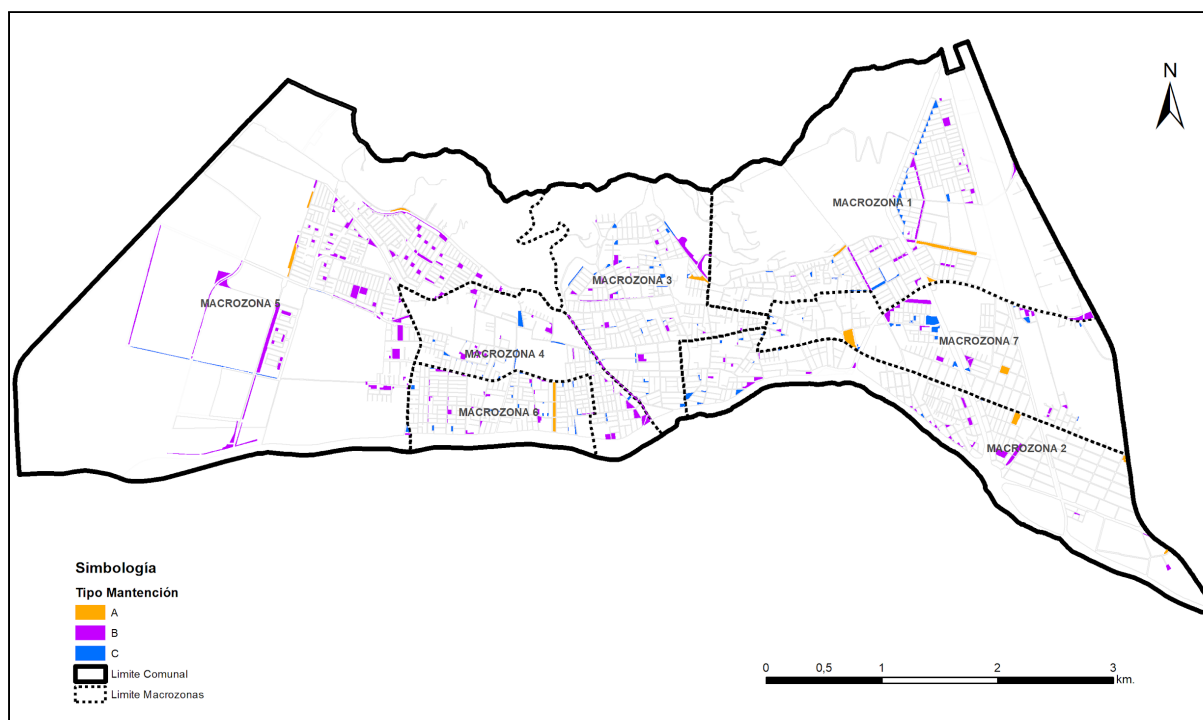 N
MACROZONA 1
MACROZONA 3
MACROZONA 5
MACROZONA 7
MACROZONA 4
MACROZONA 6
MACROZONA 2
Simbología
Tipo Mantención
A
B
C
Limite Comunal
Limite Macrozonas
0 0,5 1 2 3
km.